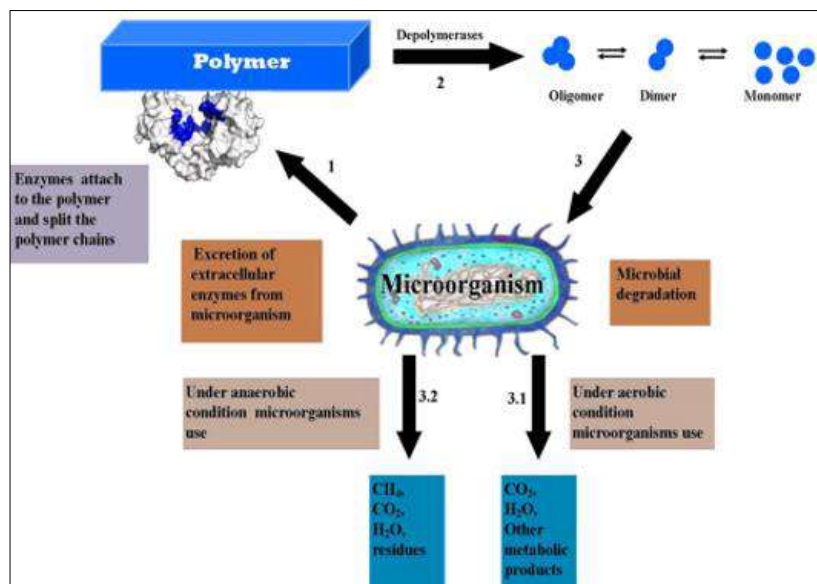 Polymer
Depolymerases
2
Oligomer
Dimer
Monomer
1
3
Enzymes attach
to the polymer
and split the
polymer chains
Excretion of
extracellular
enzymes from
microorganism
Microorganism
Microbial
degradation
Under anaerobic
condition microorganisms
use
3.2
3.1
Under aerobic
condition
microorganisms use
CH₄,
CO₂,
H₂O,
residues
CO₂,
H₂O,
Other
metabolic
products